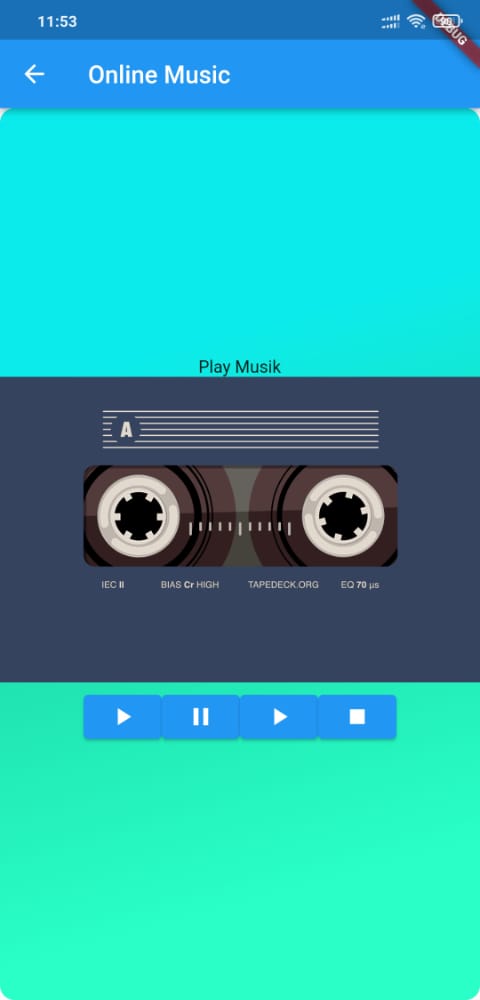 11:53
DEBUG
Online Music
Play Musik
A
IEC II BIAS Cr HIGH TAPEDECK.ORG EQ 70 µs